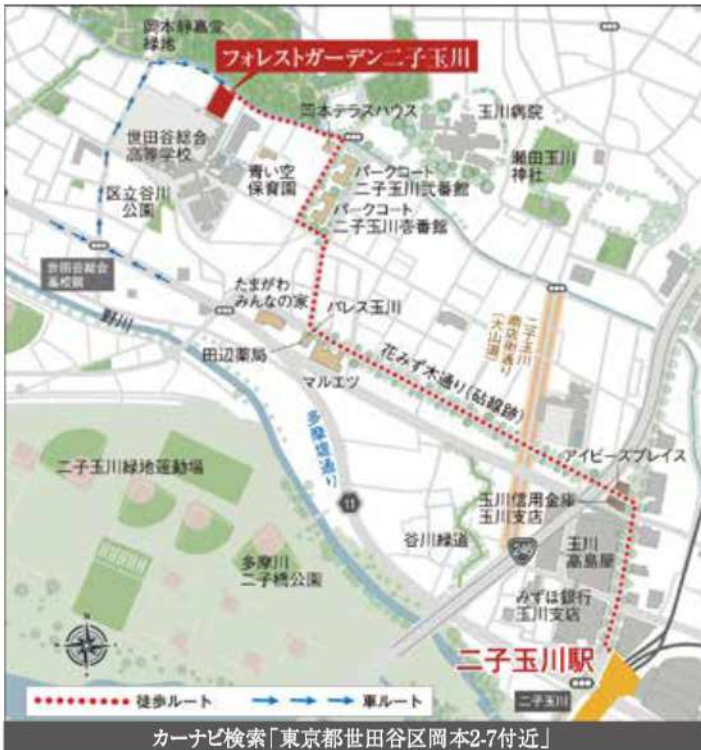 岡本静嘉堂
緑地
フォレストガーデン二子玉川
岡本テラスハウス
玉川病院
世田谷総合
高等学校
瀬田玉川
神社
青い空
保育園
パークコート
二子玉川弐番館
区立谷川
公園
パークコート
二子玉川壱番館
世田谷総合
高校前
たまがわ
みんなの家
パレス玉川
二子玉川
商店街通り
(大山道)
野川
田辺薬局
マルエツ
花みず木通り(砧線跡)
多摩堤通り
二子玉川緑地運動場
アイビースプレイス
玉川信用金庫
玉川支店
11
谷川緑道
246
玉川
高島屋
多摩川
二子橋公園
みずほ銀行
玉川支店
N
二子玉川駅
二子玉川
徒歩ルート
車ルート
カーナビ検索「東京都世田谷区岡本2-7付近」